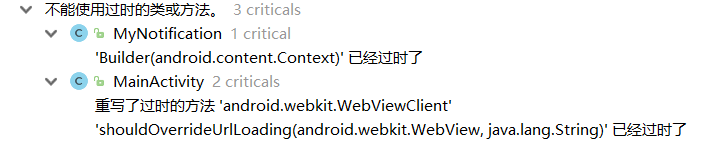 不能使用过时的类或方法。 3 criticals
MyNotification 1 critical
'Builder(android.content.Context)' 已经过时了
MainActivity 2 criticals
重写了过时的方法 'android.webkit.WebViewClient'
'shouldOverrideUrlLoading(android.webkit.WebView, java.lang.String)' 已经过时了